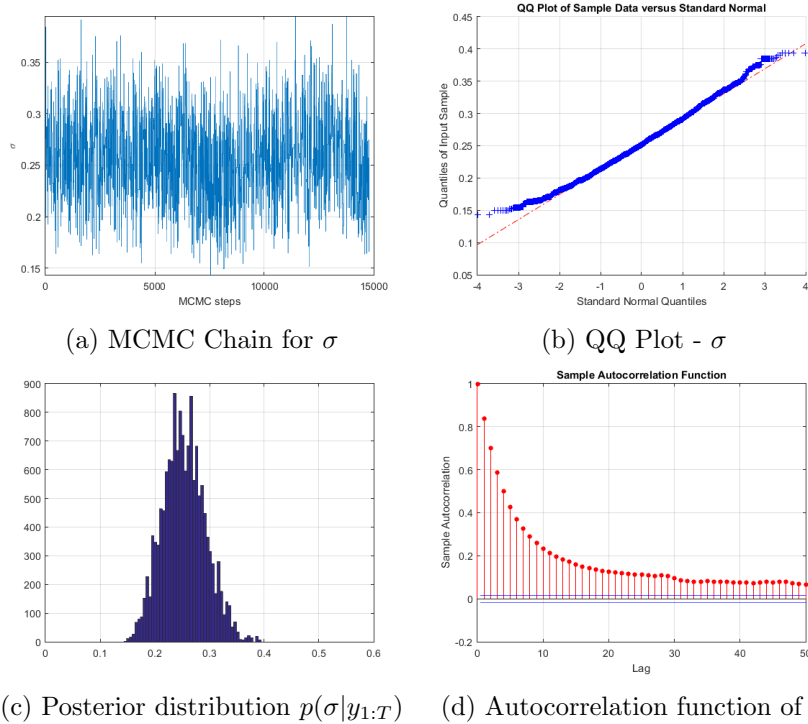 0.35
0.3
0.25
0.2
0.15
σ
0 5000 10000 15000
MCMC steps
(a) MCMC Chain for σ
QQ Plot of Sample Data versus Standard Normal
0.45
0.4
0.35
0.3
0.25
0.2
0.15
0.1
0.05
Quantiles of Input Sample
-4 -3 -2 -1 0 1 2 3 4
Standard Normal Quantiles
(b) QQ Plot - σ
900
800
700
600
500
400
300
200
100
0
0 0.1 0.2 0.3 0.4 0.5 0.6
(c) Posterior distribution p(σ|y1:T)
Sample Autocorrelation Function
1
0.8
0.6
0.4
0.2
0
-0.2
Sample Autocorrelation
0 10 20 30 40 50
Lag
(d) Autocorrelation function of